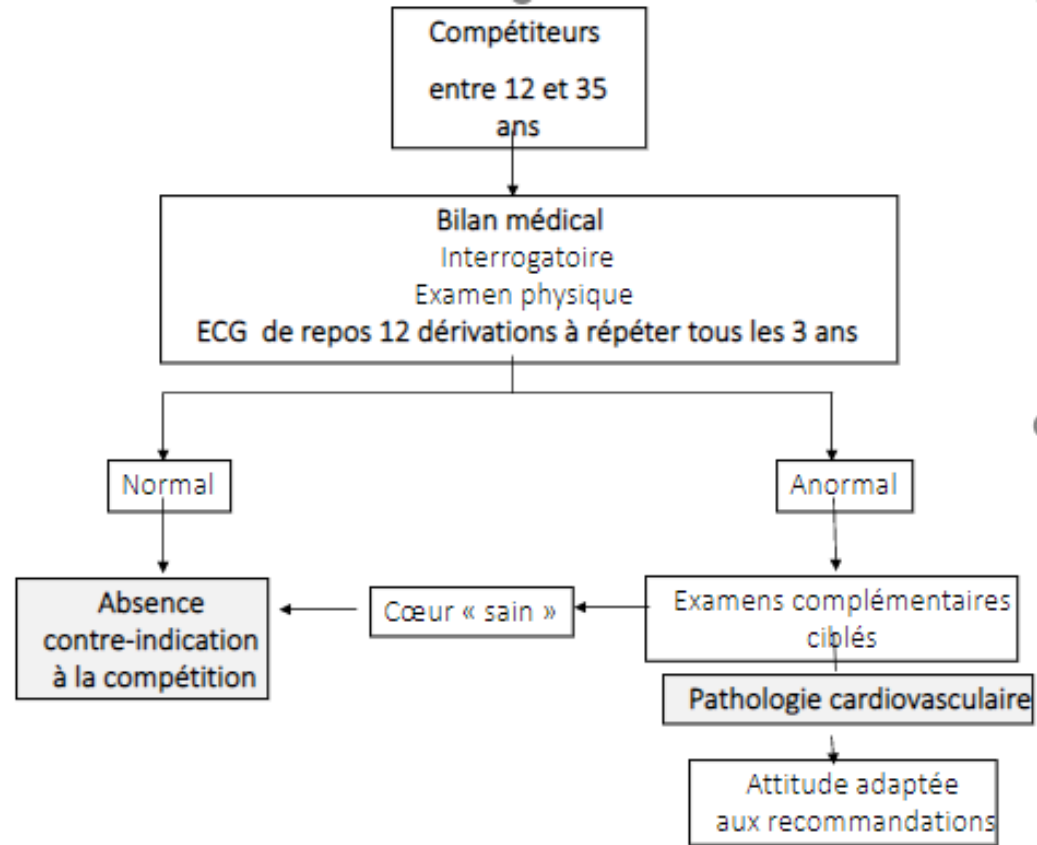 Compétiteurs
entre 12 et 35
ans
Bilan médical
Interrogatoire
Examen physique
ECG de repos 12 dérivations à répéter tous les 3 ans
Normal
Anormal
Absence
contre-indication
à la compétition
Cœur « sain »
Examens complémentaires
ciblés
Pathologie cardiovasculaire
Attitude adaptée
aux recommandations